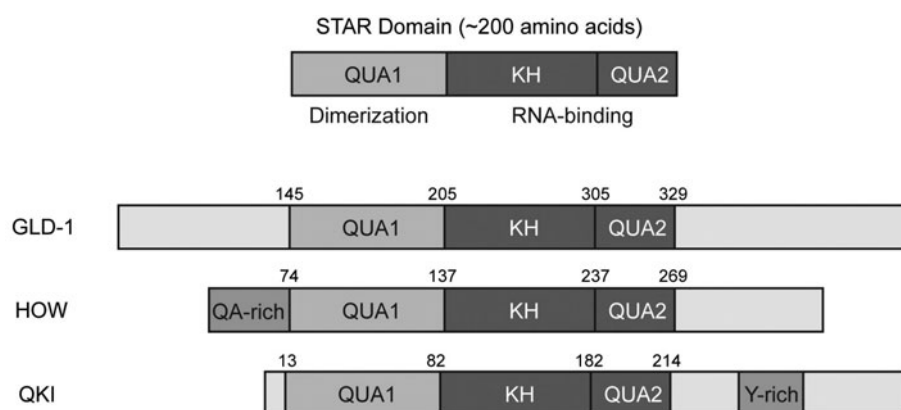 STAR Domain (~200 amino acids)
QUA1 KH QUA2
Dimerization RNA-binding
145 205 305 329
GLD-1 QUA1 KH QUA2
74 137 237 269
HOW QA-rich QUA1 KH QUA2
13 82 182 214
QKI QUA1 KH QUA2 Y-rich